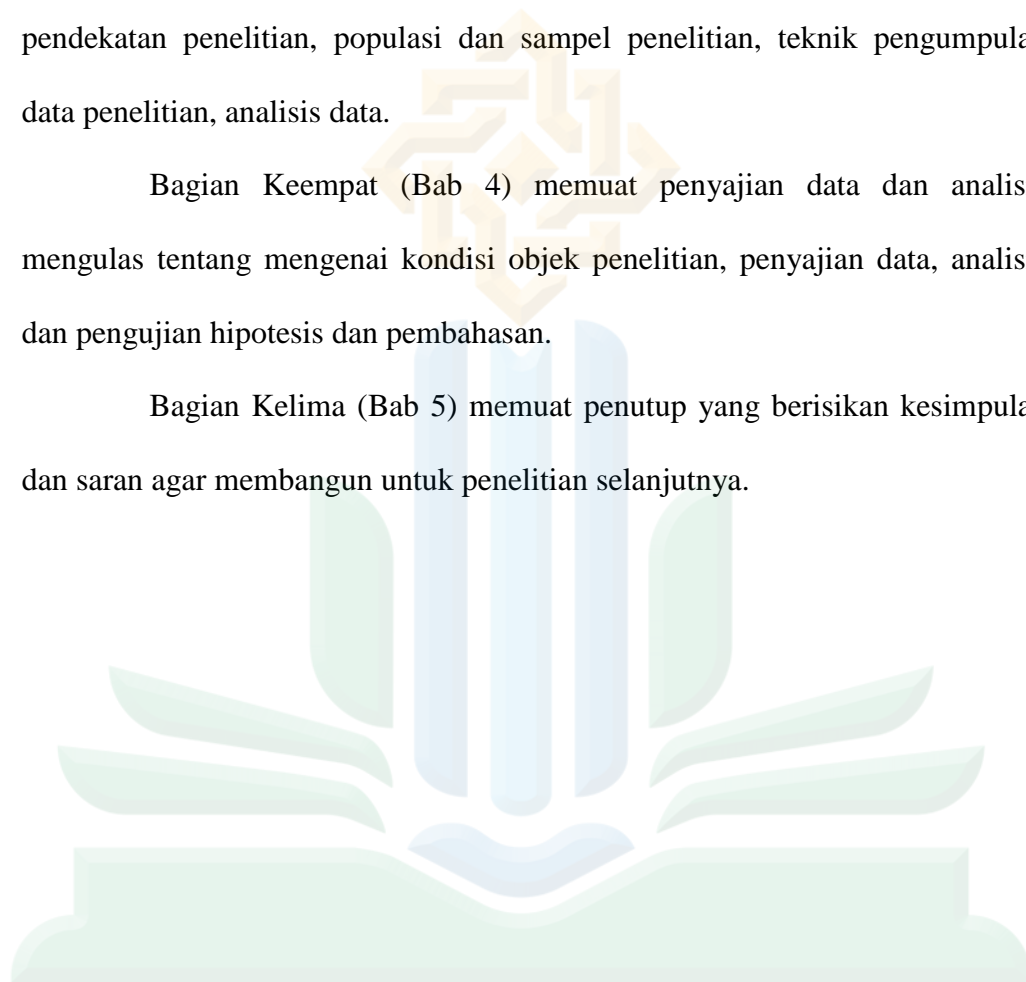 pendekatan penelitian, populasi dan sampel penelitian, teknik pengumpula
data penelitian, analisis data.
Bagian Keempat (Bab 4) memuat penyajian data dan analis
mengulas tentang mengenai kondisi objek penelitian, penyajian data, analis
dan pengujian hipotesis dan pembahasan.
Bagian Kelima (Bab 5) memuat penutup yang berisikan kesimpula
dan saran agar membangun untuk penelitian selanjutnya.